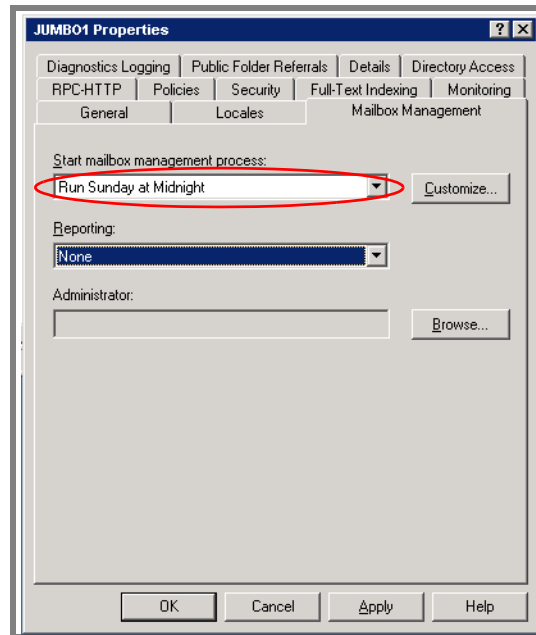 JUMBO1 Properties
Diagnostics Logging Public Folder Referrals Details Directory Access
RPC-HTTP Policies Security Full-Text Indexing Monitoring
General Locales Mailbox Management
Start mailbox management process:
Run Sunday at Midnight Customize...
Reporting:
None
Administrator:
Browse...
OK Cancel Apply Help